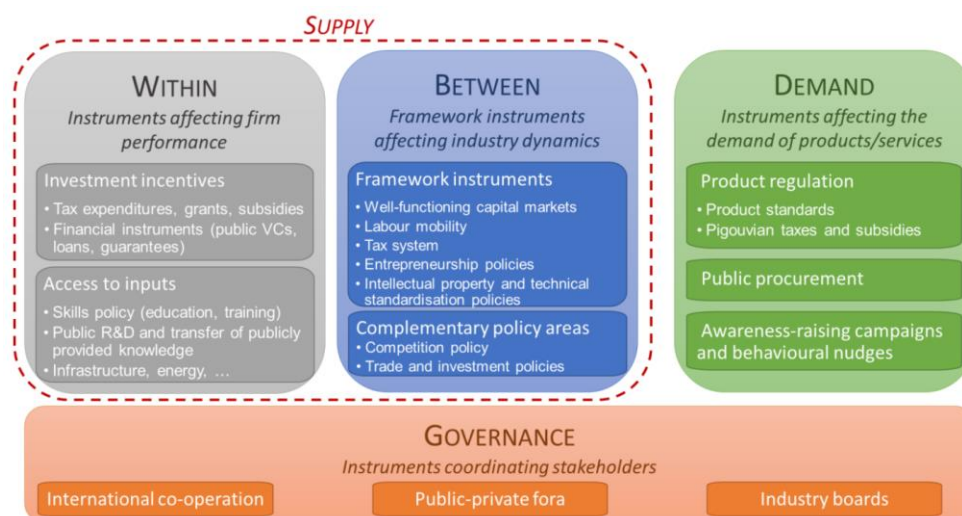 SUPPLY
WITHIN
Instruments affecting firm
performance
Investment incentives
• Tax expenditures, grants, subsidies
• Financial instruments (public VCs,
loans, guarantees)
Access to inputs
• Skills policy (education, training)
• Public R&D and transfer of publicly
provided knowledge
• Infrastructure, energy, ...
BETWEEN
Framework instruments
affecting industry dynamics
Framework instruments
• Well-functioning capital markets
• Labour mobility
• Tax system
• Entrepreneurship policies
• Intellectual property and technical
standardisation policies
Complementary policy areas
• Competition policy
• Trade and investment policies
DEMAND
Instruments affecting the
demand of products/services
Product regulation
• Product standards
• Pigouvian taxes and subsidies
Public procurement
Awareness-raising campaigns
and behavioural nudges
GOVERNANCE
Instruments coordinating stakeholders
International co-operation
Public-private fora
Industry boards